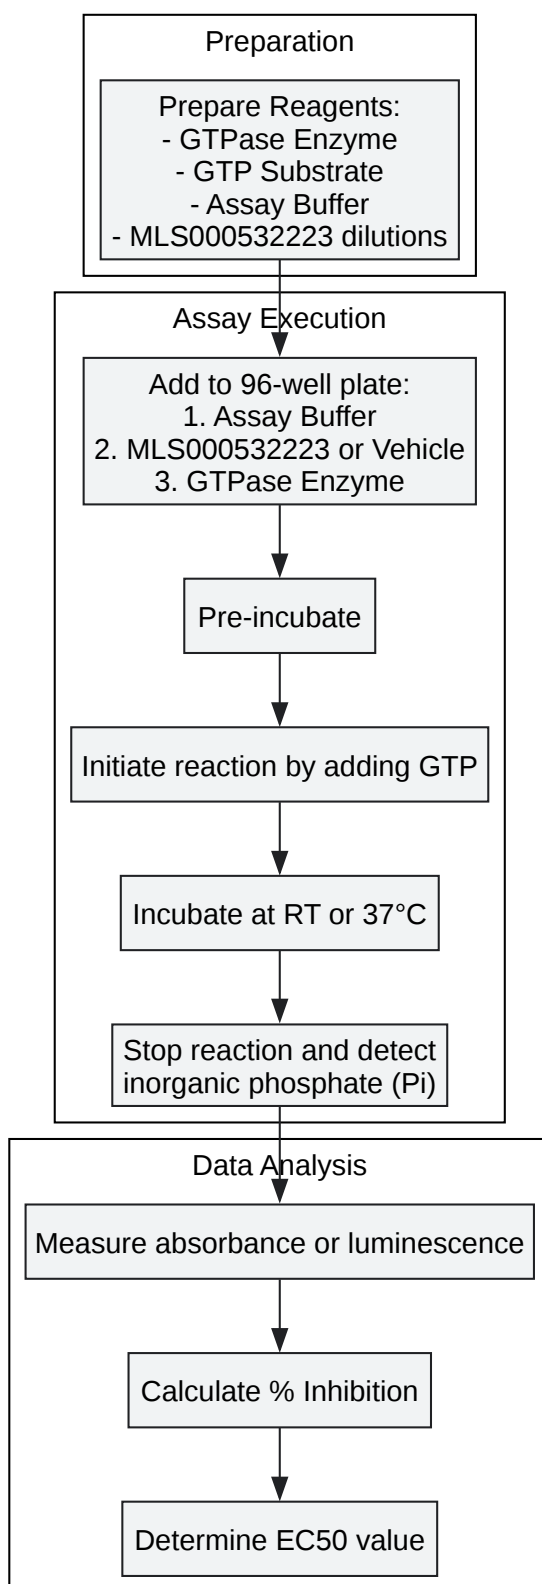 Preparation
Prepare Reagents:
- GTPase Enzyme
- GTP Substrate
- Assay Buffer
- MLS000532223 dilutions
Assay Execution
Add to 96-well plate:
1. Assay Buffer
2. MLS000532223 or Vehicle
3. GTPase Enzyme
Pre-incubate
Initiate reaction by adding GTP
Incubate at RT or 37°C
Stop reaction and detect
inorganic phosphate (Pi)
Data Analysis
Measure absorbance or luminescence
Calculate % Inhibition
Determine EC50 value